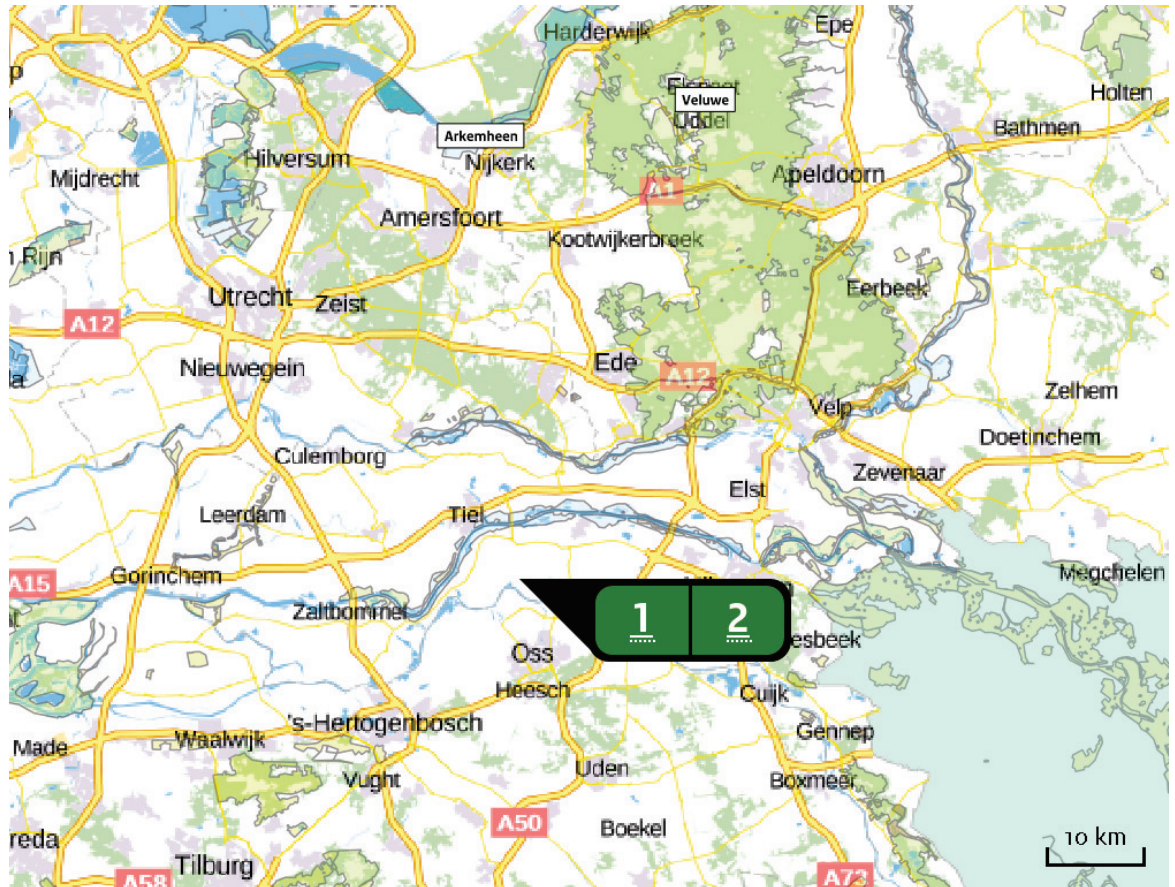 Harderwijk
Epe
Veluwe
Uddel
Holten
Bathmen
Arkemheen
Hilversum
Nijkerk
Mijdrecht
Apeldoorn
A1
Amersfoort
Kootwijkerbroek
Rijn
Eerbeek
Utrecht
Zeist
A12
Ede
Nieuwegein
A12
Zelhem
Velp
Doetinchem
Culemborg
Zevenaar
Elst
Leerdam
Tiel
A15
Gorinchem
Megchelen
Zaltbommel
1 2
esbeek
Oss
Heesch
Cuijk
's-Hertogenbosch
Gennep
Made
Waalwijk
Vught
Uden
Boxmeer
A50
Boekel
reda
10 km
Tilburg
A58
A73